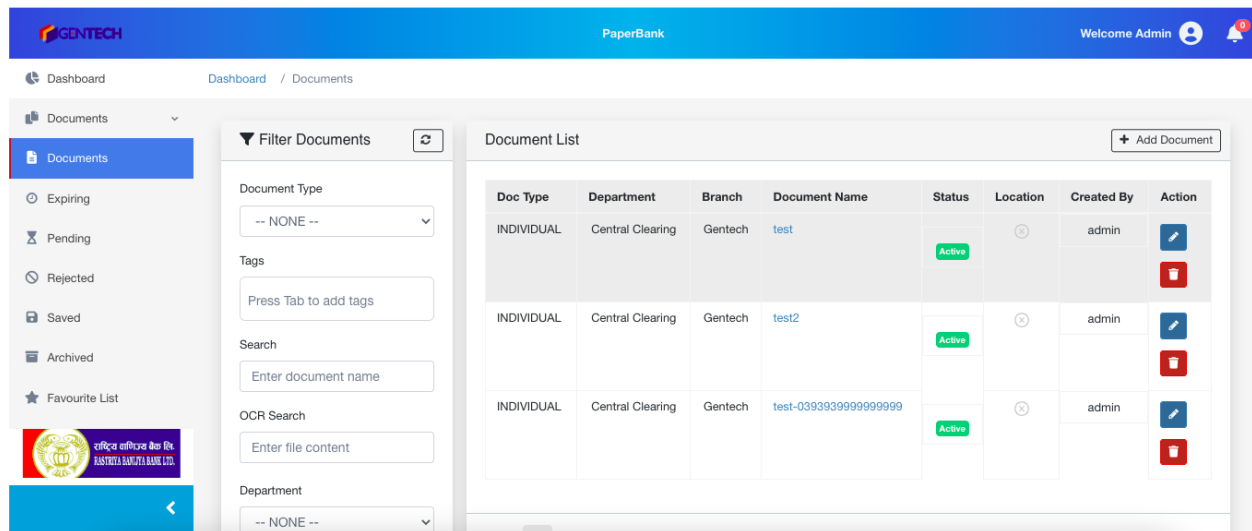 GENTECH
PaperBank
Welcome Admin
0
Dashboard
Documents
Documents
Expiring
Pending
Rejected
Saved
Archived
Favourite List
राष्ट्रिय वाणिज्य बैंक लि.
RASTRIYA BANIJYA BANK LTD.
Dashboard / Documents
Filter Documents
Document Type
-- NONE --
Tags
Press Tab to add tags
Search
Enter document name
OCR Search
Enter file content
Department
-- NONE --
Document List
+ Add Document
Doc Type Department Branch Document Name Status Location Created By Action
INDIVIDUAL Central Clearing Gentech test Active admin
INDIVIDUAL Central Clearing Gentech test2 Active admin
INDIVIDUAL Central Clearing Gentech test-0393939999999999 Active admin